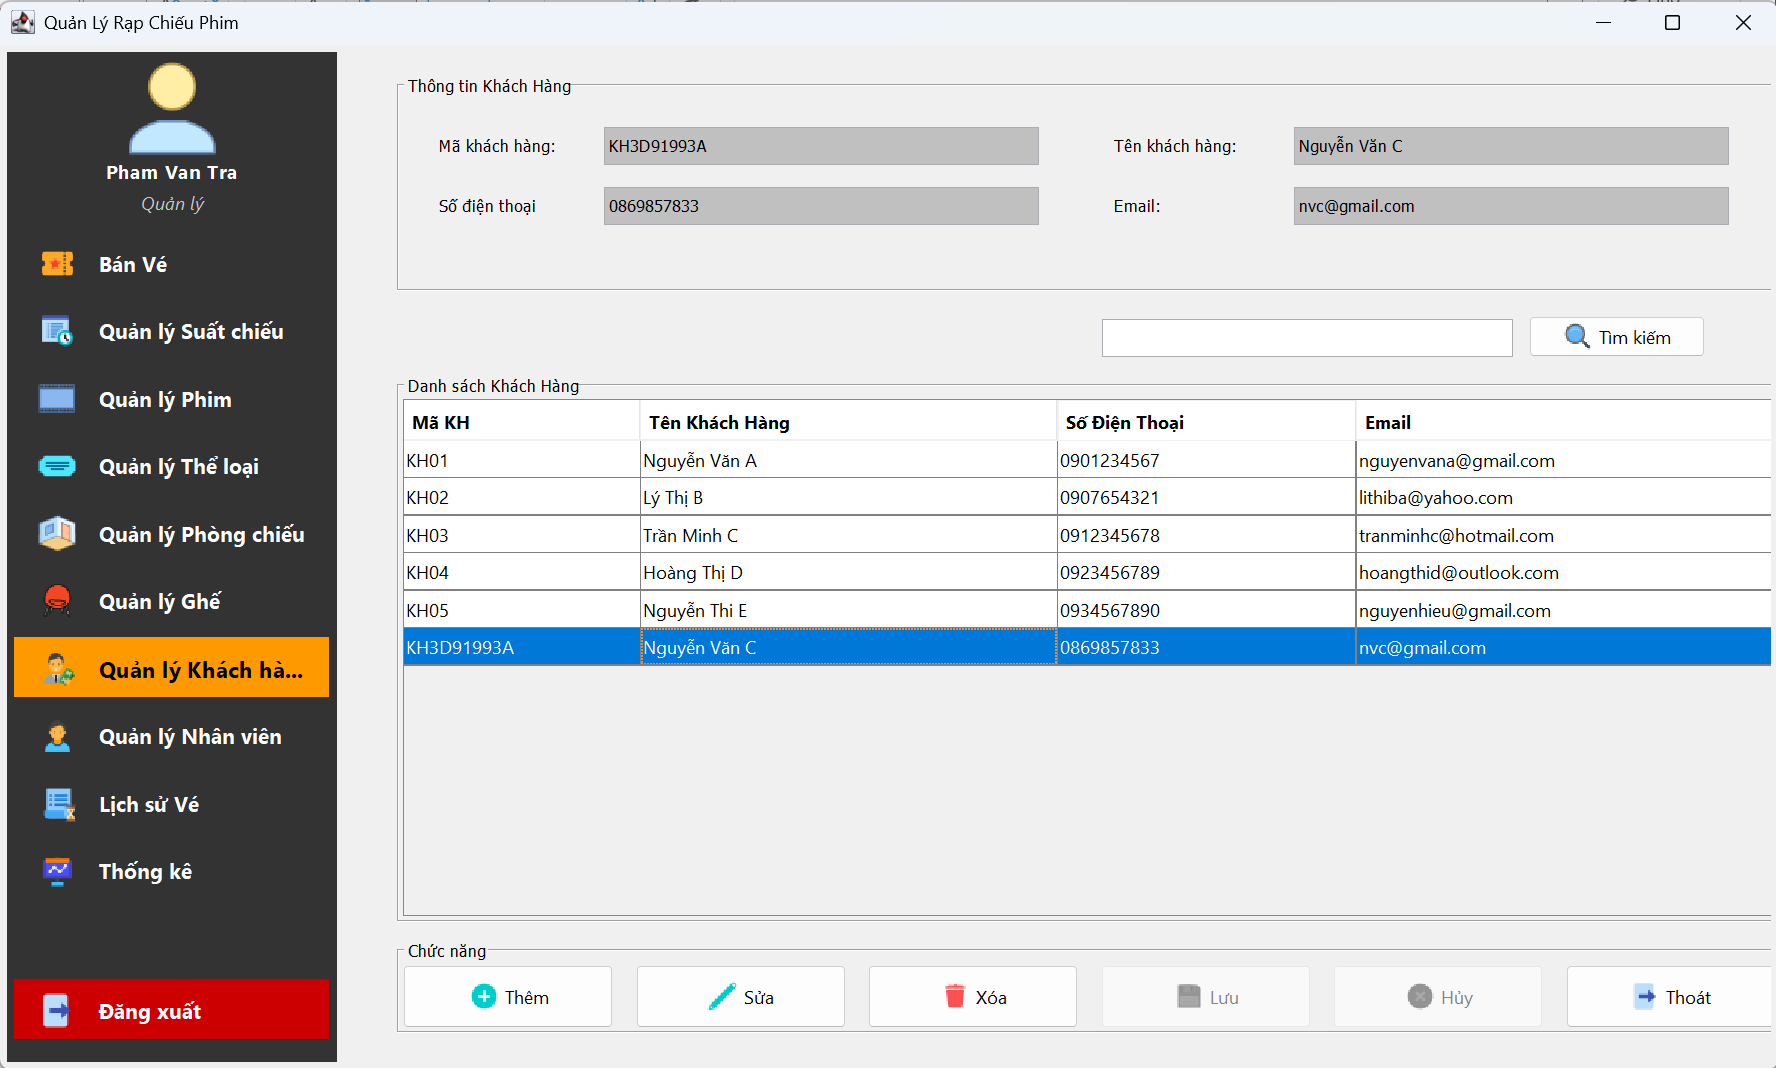 Quản Lý Rạp Chiếu Phim
Pham Van Tra
Quản lý
Bán Vé
Quản lý Suất chiếu
Quản lý Phim
Quản lý Thể loại
Quản lý Phòng chiếu
Quản lý Ghế
Quản lý Khách hà...
Quản lý Nhân viên
Lịch sử Vé
Thống kê
Đăng xuất
Thông tin Khách Hàng
Mã khách hàng: KH3D91993A Tên khách hàng: Nguyễn Văn C
Số điện thoại 0869857833 Email: nvc@gmail.com
Tìm kiếm
Danh sách Khách Hàng
Mã KH Tên Khách Hàng Số Điện Thoại Email
KH01 Nguyễn Văn A 0901234567 nguyenvana@gmail.com
KH02 Lý Thị B 0907654321 lithiba@yahoo.com
KH03 Trần Minh C 0912345678 tranminhc@hotmail.com
KH04 Hoàng Thị D 0923456789 hoangthid@outlook.com
KH05 Nguyễn Thi E 0934567890 nguyenhieu@gmail.com
KH3D91993A Nguyễn Văn C 0869857833 nvc@gmail.com
Chức năng
Thêm Sửa Xóa Lưu Hủy Thoát